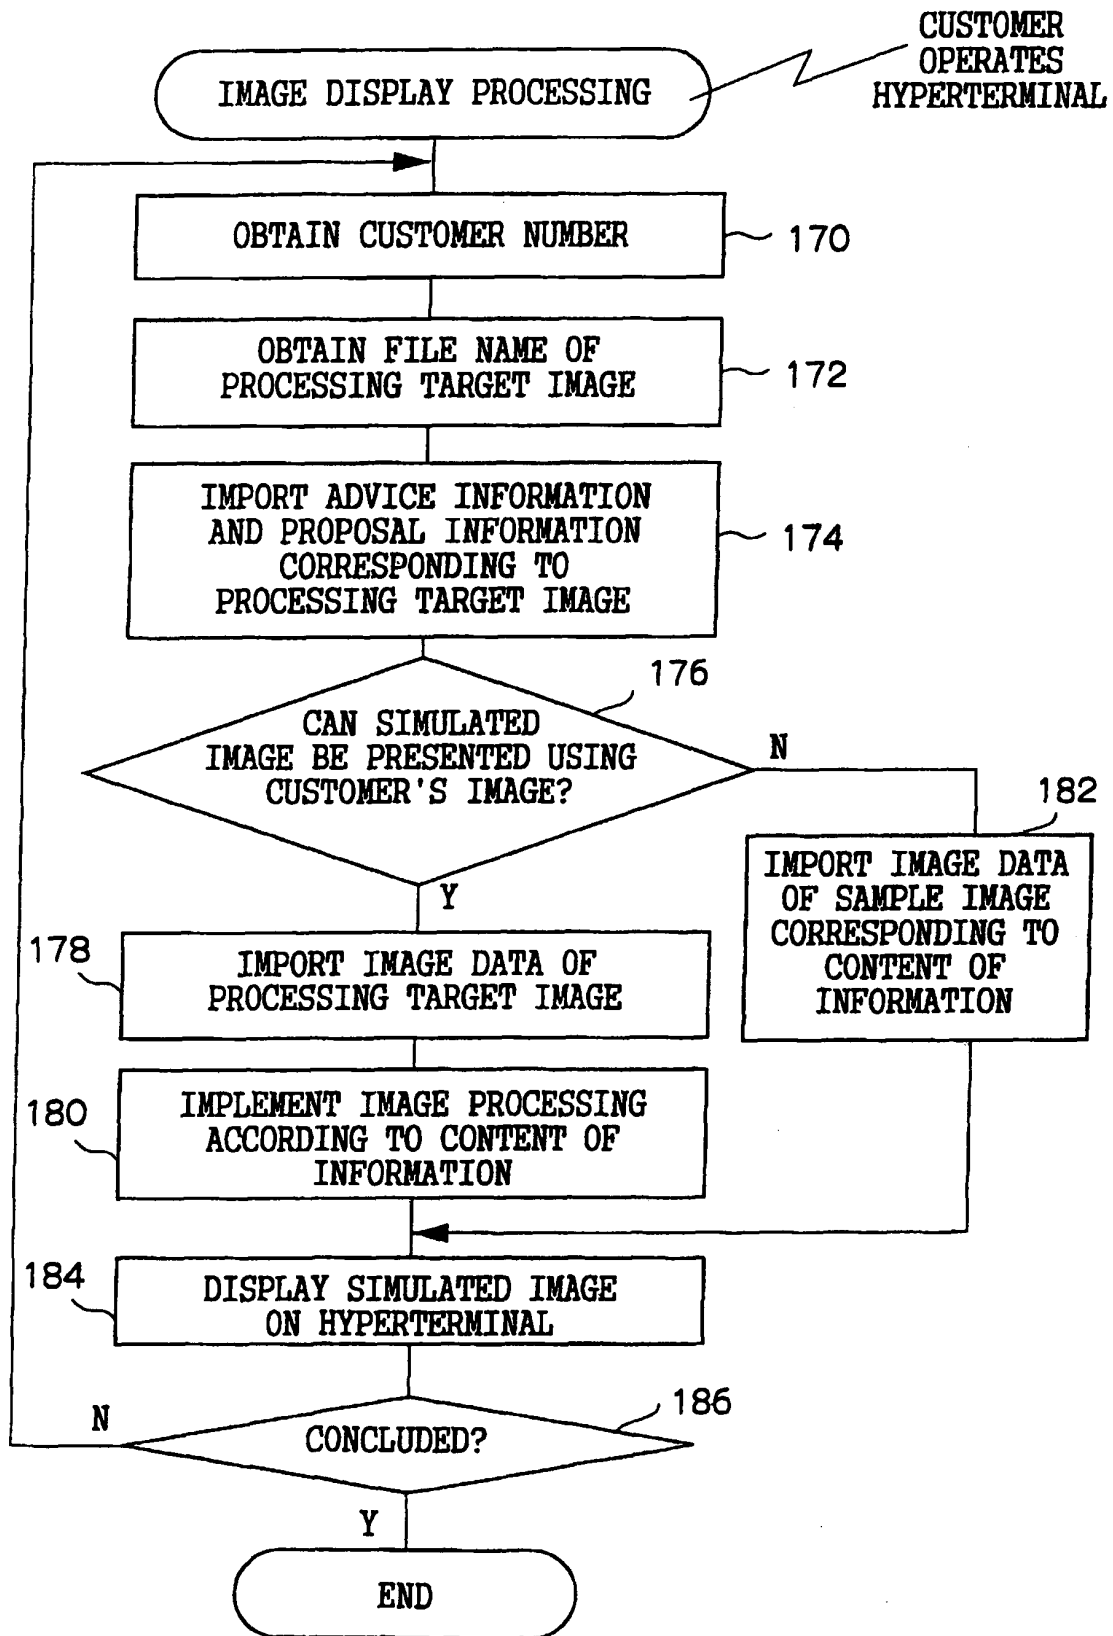 CUSTOMER
OPERATES
HYPERTERMINAL
IMAGE DISPLAY PROCESSING
OBTAIN CUSTOMER NUMBER
170
OBTAIN FILE NAME OF
PROCESSING TARGET IMAGE
172
IMPORT ADVICE INFORMATION
AND PROPOSAL INFORMATION
CORRESPONDING TO
PROCESSING TARGET IMAGE
174
176
CAN SIMULATED
IMAGE BE PRESENTED USING
CUSTOMER'S IMAGE?
N
Y
182
IMPORT IMAGE DATA
OF SAMPLE IMAGE
CORRESPONDING TO
CONTENT OF
INFORMATION
178
IMPORT IMAGE DATA OF
PROCESSING TARGET IMAGE
180
IMPLEMENT IMAGE PROCESSING
ACCORDING TO CONTENT OF
INFORMATION
184
DISPLAY SIMULATED IMAGE
ON HYPERTERMINAL
186
N
CONCLUDED?
Y
END